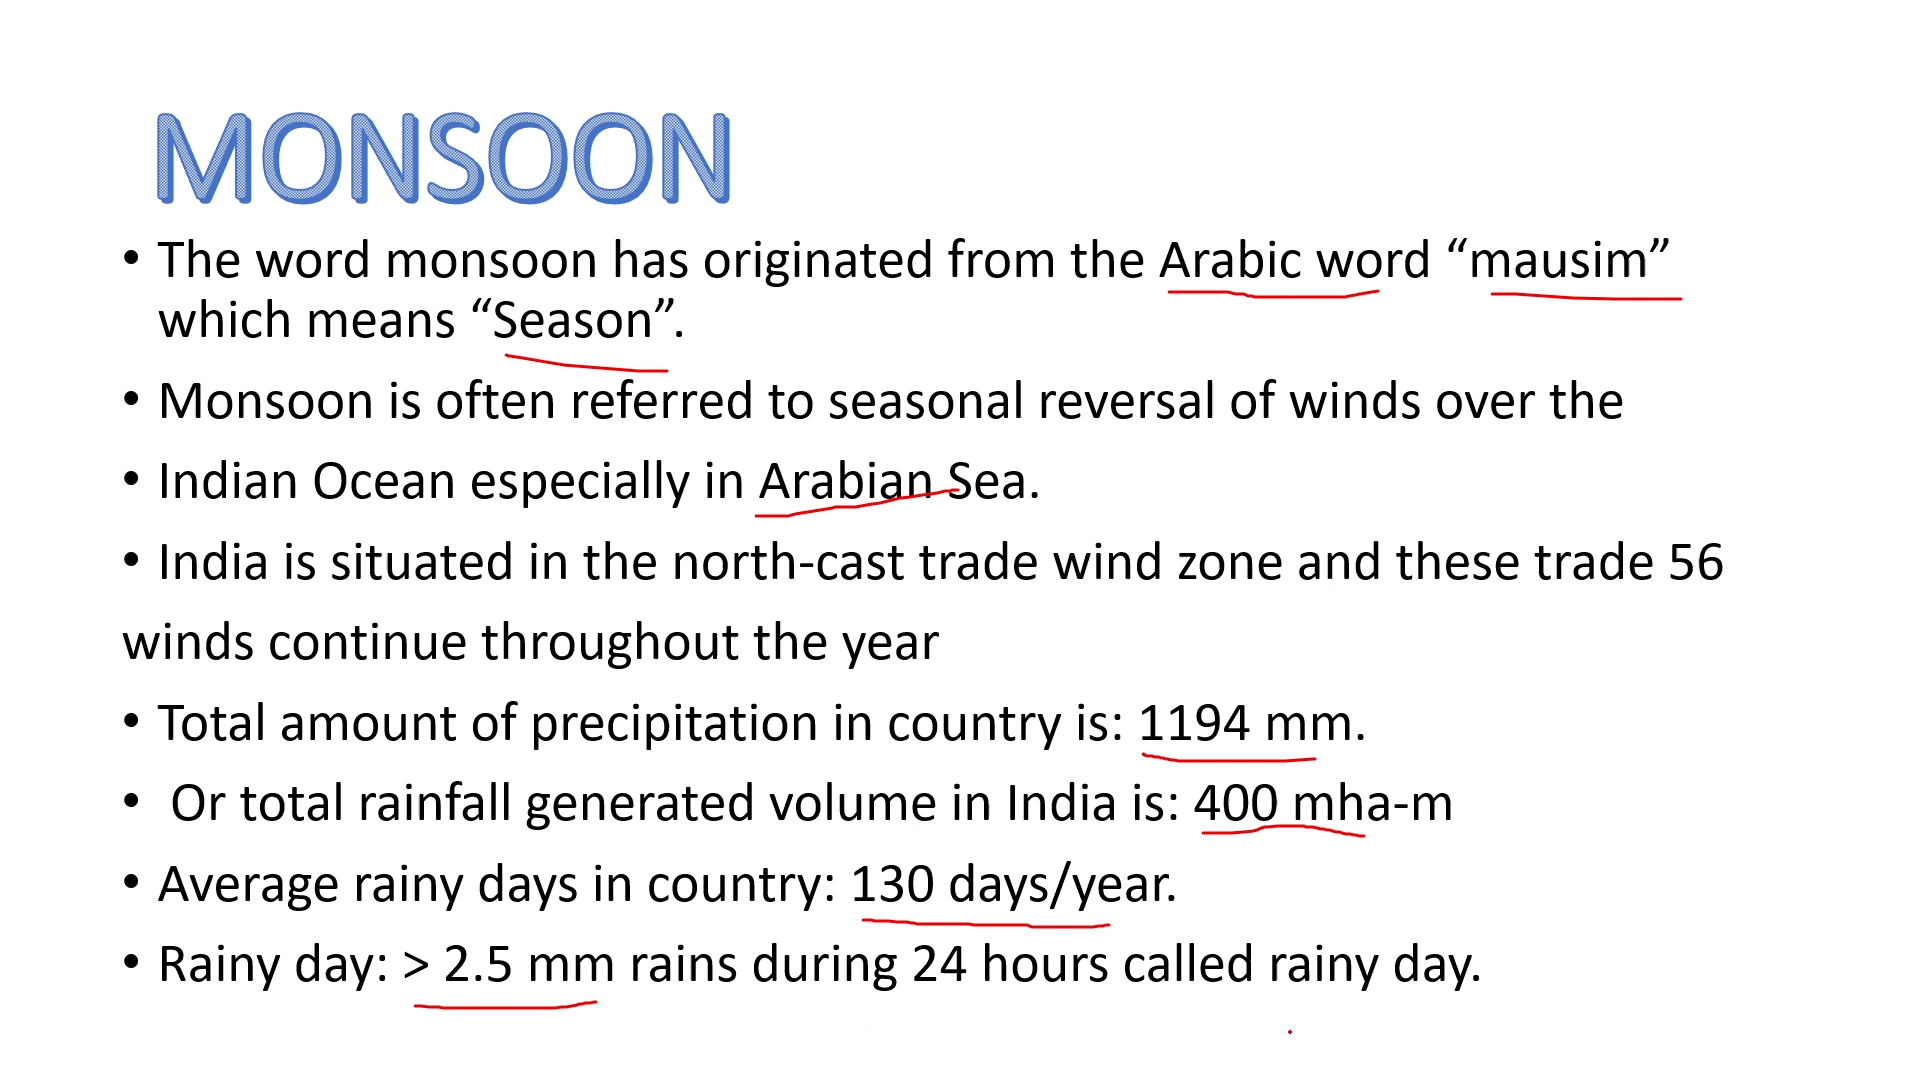 MONSOON
• The word monsoon has originated from the Arabic word “mausim”
which means “Season”.
• Monsoon is often referred to seasonal reversal of winds over the
• Indian Ocean especially in Arabian Sea.
• India is situated in the north-cast trade wind zone and these trade 56
winds continue throughout the year
• Total amount of precipitation in country is: 1194 mm.
• Or total rainfall generated volume in India is: 400 mha-m
• Average rainy days in country: 130 days/year.
• Rainy day: > 2.5 mm rains during 24 hours called rainy day.